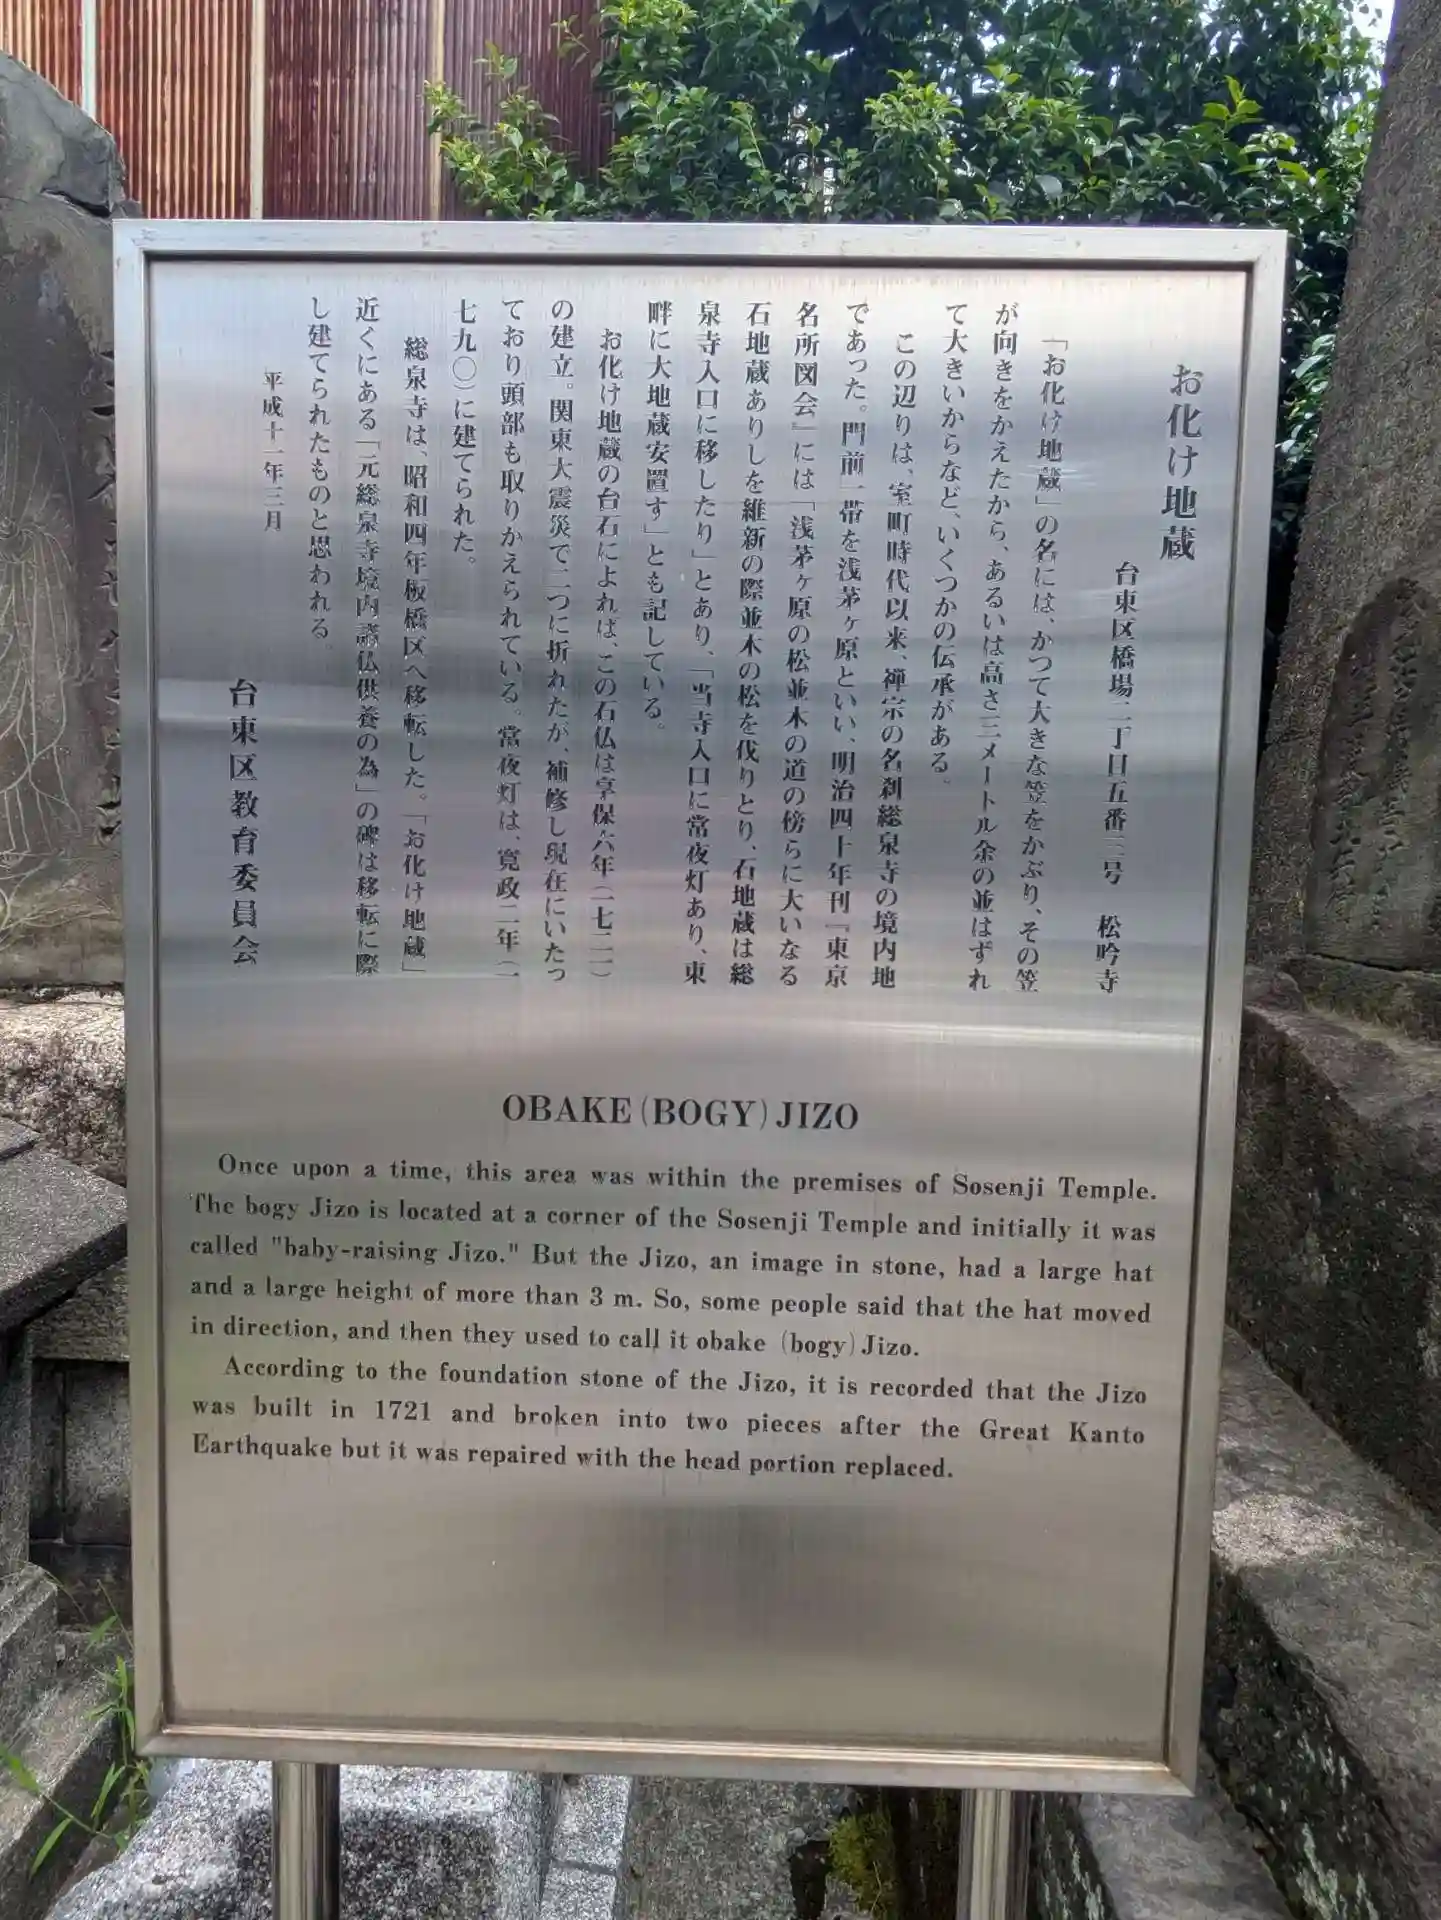 お化け地蔵
台東区橋場二丁目五番三号　松吟寺
「お化け地蔵」の名には、かつて大きな笠をかぶり、その笠
が向きをかえたから、あるいは高さ三メートル余の並はずれ
て大きいからなど、いくつかの伝承がある。
この辺りは、室町時代以来、禅宗の名刹総泉寺の境内地
であった。門前一帯を浅茅ヶ原といい、明治四十年刊『東京
名所図会』には「浅茅ヶ原の松並木の道の傍らに大いなる
石地蔵ありしを維新の際並木の松を伐りとり、石地蔵は総
泉寺入口に移したり」とあり、「当寺入口に常夜灯あり、東
畔に大地蔵安置す」とも記している。
お化け地蔵の台石によれば、この石仏は享保六年（一七二一）
の建立。関東大震災で二つに折れたが、補修し現在にいたっ
ており頭部も取りかえられている。常夜灯は、寛政二年（一
七九〇）に建てられた。
総泉寺は、昭和四年板橋区へ移転した。「お化け地蔵」
近くにある「元総泉寺境内諸仏供養の為」の碑は移転に際
し建てられたものと思われる。
平成十一年三月
台東区教育委員会
OBAKE (BOGY) JIZO
Once upon a time, this area was within the premises of Sosenji Temple.
The bogy Jizo is located at a corner of the Sosenji Temple and initially it was
called "baby-raising Jizo." But the Jizo, an image in stone, had a large hat
and a large height of more than 3 m. So, some people said that the hat moved
in direction, and then they used to call it obake (bogy) Jizo.
According to the foundation stone of the Jizo, it is recorded that the Jizo
was built in 1721 and broken into two pieces after the Great Kanto
Earthquake but it was repaired with the head portion replaced.